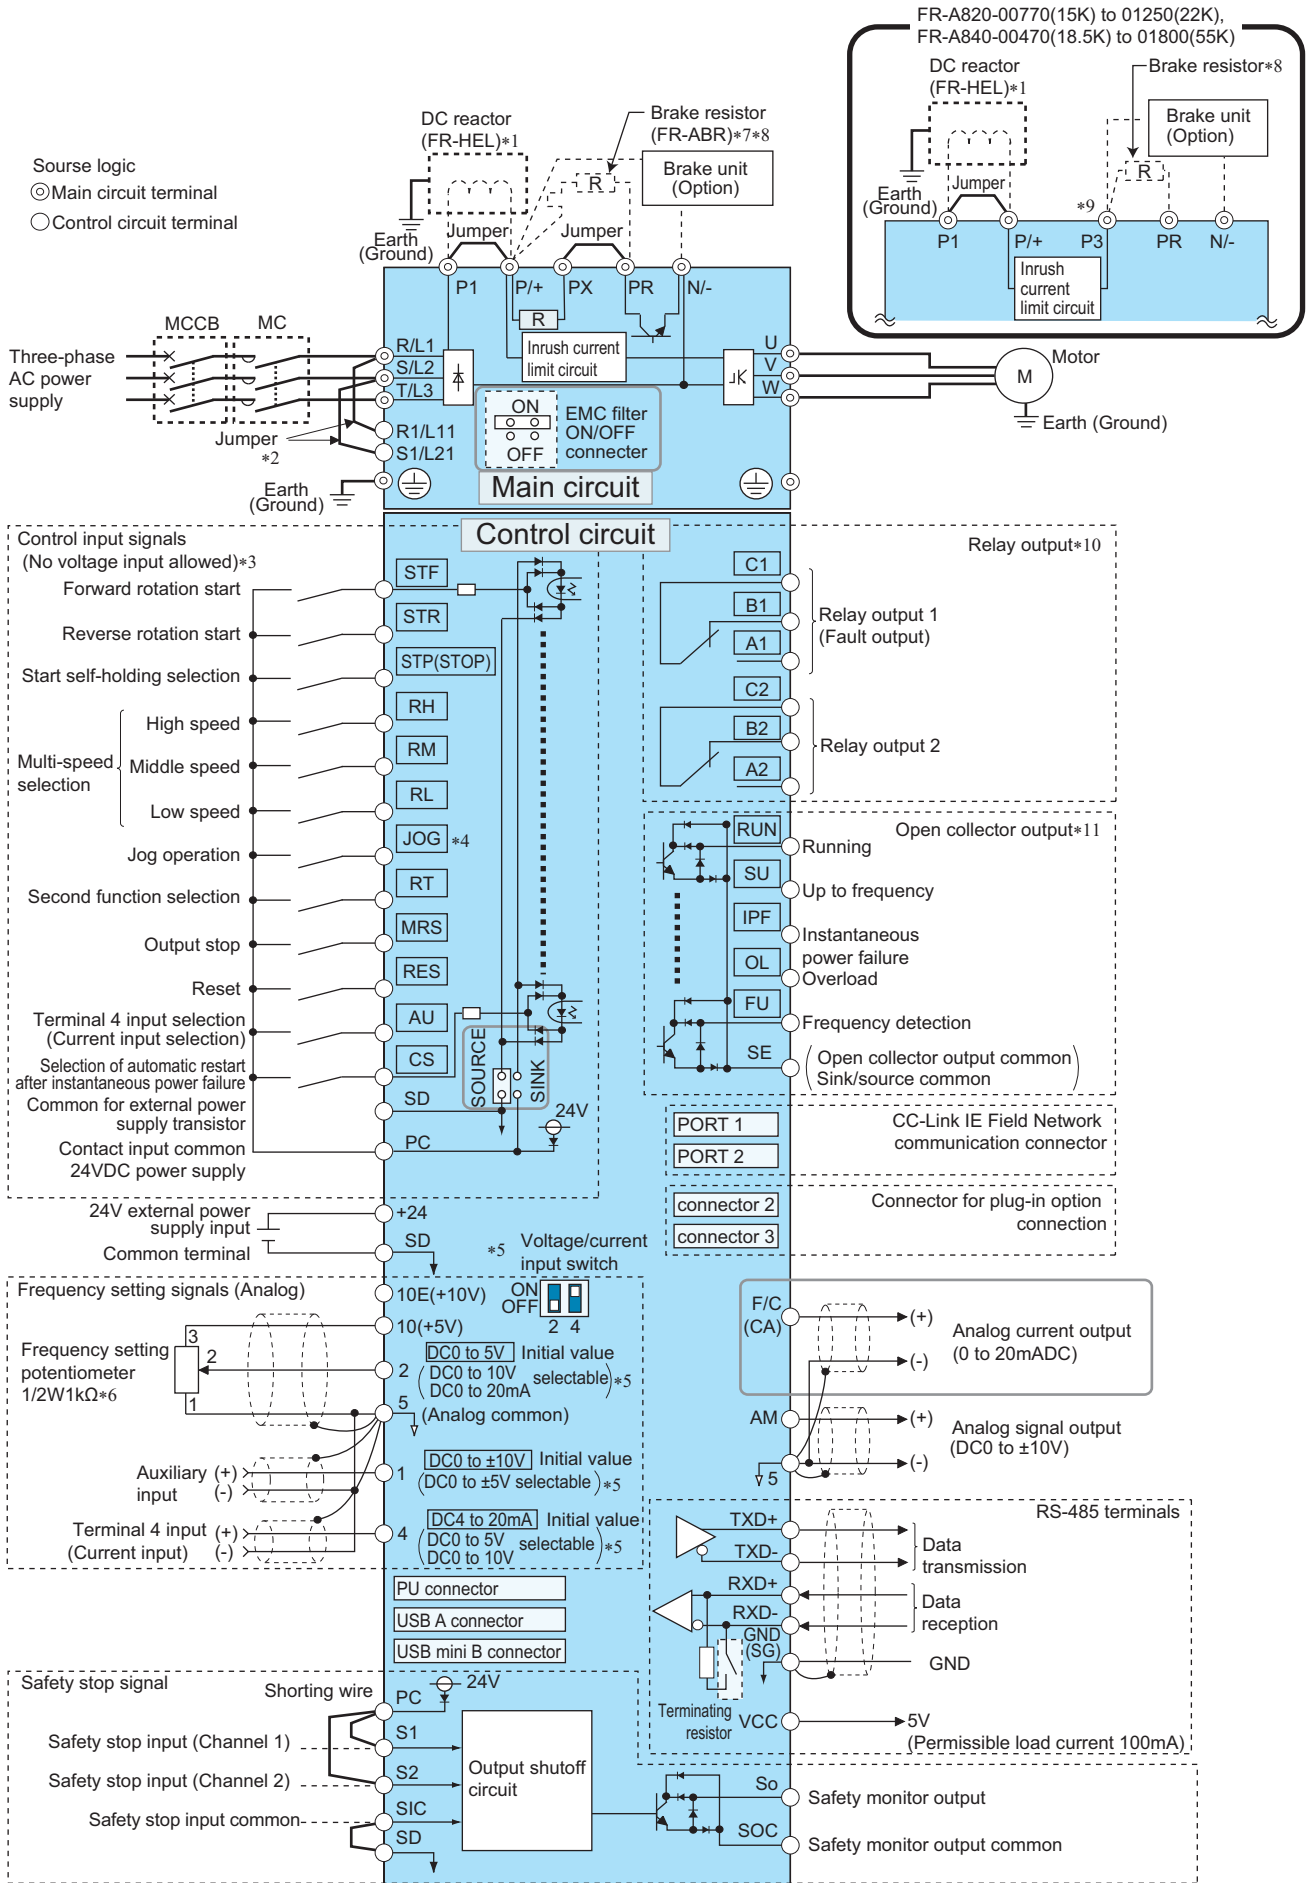 FR-A820-00770(15K) to 01250(22K),
FR-A840-00470(18.5K) to 01800(55K)
DC reactor
(FR-HEL)*1
Brake resistor*8
Brake unit
(Option)
R
Earth
(Ground)
Jumper
*9
P1
P/+
P3
PR
N/-
Inrush
current
limit circuit
DC reactor
(FR-HEL)*1
Brake resistor
(FR-ABR)*7*8
Brake unit
(Option)
R
Sourse logic
Main circuit terminal
Control circuit terminal
Earth
(Ground)
Jumper
Jumper
P1
P/+
PX
PR
N/-
R
MCCB
MC
Three-phase
AC power
supply
R/L1
S/L2
T/L3
R1/L11
S1/L21
Jumper
*2
Inrush current
limit circuit
ON
OFF
EMC filter
ON/OFF
connecter
U
V
W
Motor
M
Earth (Ground)
Earth
(Ground)
Main circuit
Control circuit
Control input signals
(No voltage input allowed)*3
Forward rotation start
STF
Reverse rotation start
STR
Start self-holding selection
STP(STOP)
Multi-speed
selection
High speed
RH
Middle speed
RM
Low speed
RL
Jog operation
JOG
*4
Second function selection
RT
Output stop
MRS
Reset
RES
Terminal 4 input selection
(Current input selection)
AU
Selection of automatic restart
after instantaneous power failure
CS
Common for external power
supply transistor
SD
Contact input common
24VDC power supply
PC
SOURCE
SINK
24V
Relay output*10
C1
B1
A1
Relay output 1
(Fault output)
C2
B2
A2
Relay output 2
Open collector output*11
RUN
Running
SU
Up to frequency
IPF
Instantaneous
power failure
OL
Overload
FU
Frequency detection
SE
Open collector output common
Sink/source common
PORT 1
PORT 2
CC-Link IE Field Network
communication connector
connector 2
connector 3
Connector for plug-in option
connection
24V external power
supply input
+24
Common terminal
SD
*5
Voltage/current
input switch
ON
OFF
2 4
Frequency setting signals (Analog)
10E(+10V)
10(+5V)
Frequency setting
potentiometer
1/2W1kΩ*6
3
2
1
2
DC0 to 5V
Initial value
DC0 to 10V
DC0 to 20mA
selectable
*5
5
(Analog common)
Auxiliary
input
(+)
(-)
1
DC0 to ±10V
Initial value
(DC0 to ±5V selectable)
*5
Terminal 4 input
(Current input)
(+)
(-)
4
DC4 to 20mA
Initial value
DC0 to 5V
DC0 to 10V
selectable
*5
F/C
(CA)
(+)
(-)
Analog current output
(0 to 20mADC)
AM
5
(+)
(-)
Analog signal output
(DC0 to ±10V)
RS-485 terminals
TXD+
TXD-
Data
transmission
RXD+
RXD-
Data
reception
GND
(SG)
GND
Terminating
resistor
VCC
5V
(Permissible load current 100mA)
PU connector
USB A connector
USB mini B connector
Safety stop signal
Shorting wire
PC
24V
Safety stop input (Channel 1)
S1
Safety stop input (Channel 2)
S2
Safety stop input common
SIC
SD
Output shutoff
circuit
So
Safety monitor output
SOC
Safety monitor output common